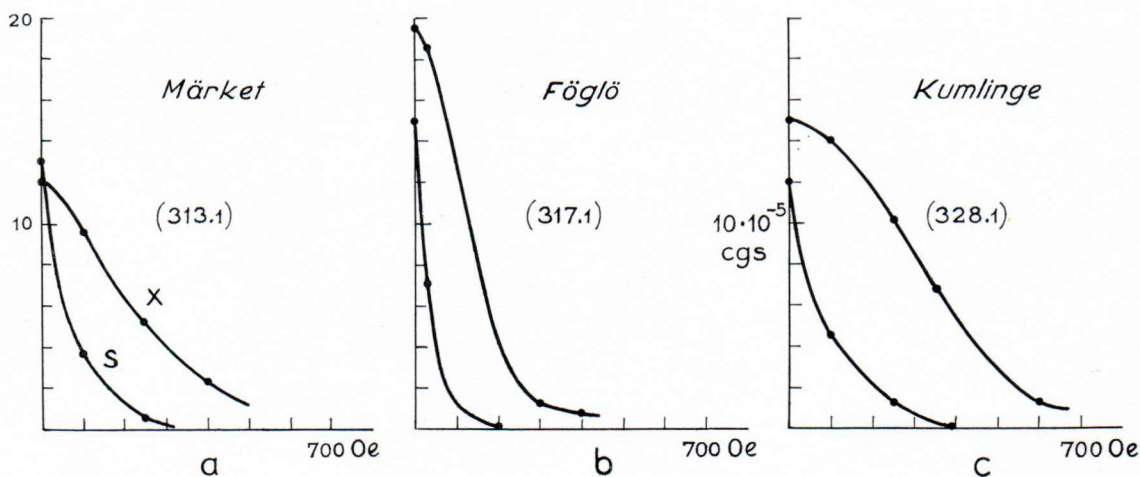 20
Märket
Föglö
Kumlinge
(313.1)
(317.1)
(328.1)
10
10·10⁻⁵
cgs
X
S
700 Oe
700 Oe
700 Oe
a
b
c